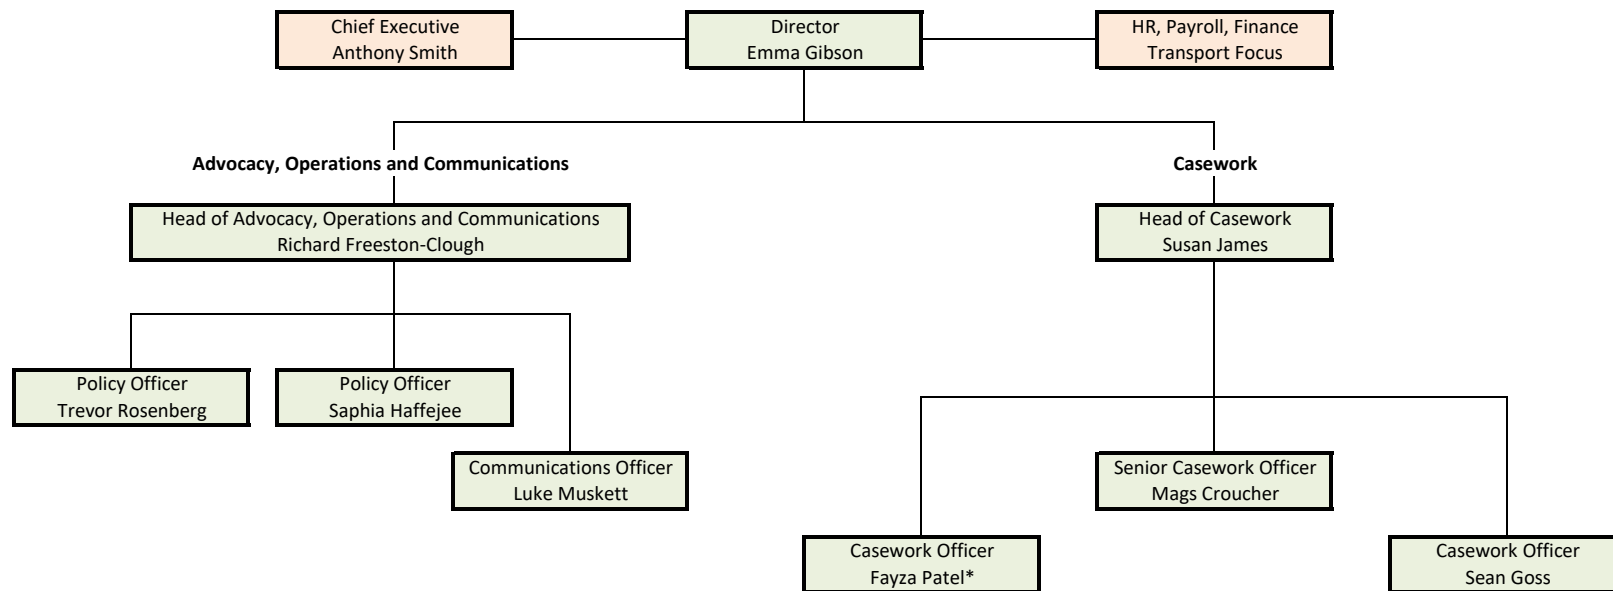 Chief Executive
Anthony Smith
Director
Emma Gibson
HR, Payroll, Finance
Transport Focus
Advocacy, Operations and Communications
Casework
Head of Advocacy, Operations and Communications
Richard Freeston-Clough
Head of Casework
Susan James
Policy Officer
Trevor Rosenberg
Policy Officer
Saphia Haffejee
Communications Officer
Luke Muskett
Senior Casework Officer
Mags Croucher
Casework Officer
Fayza Patel*
Casework Officer
Sean Goss